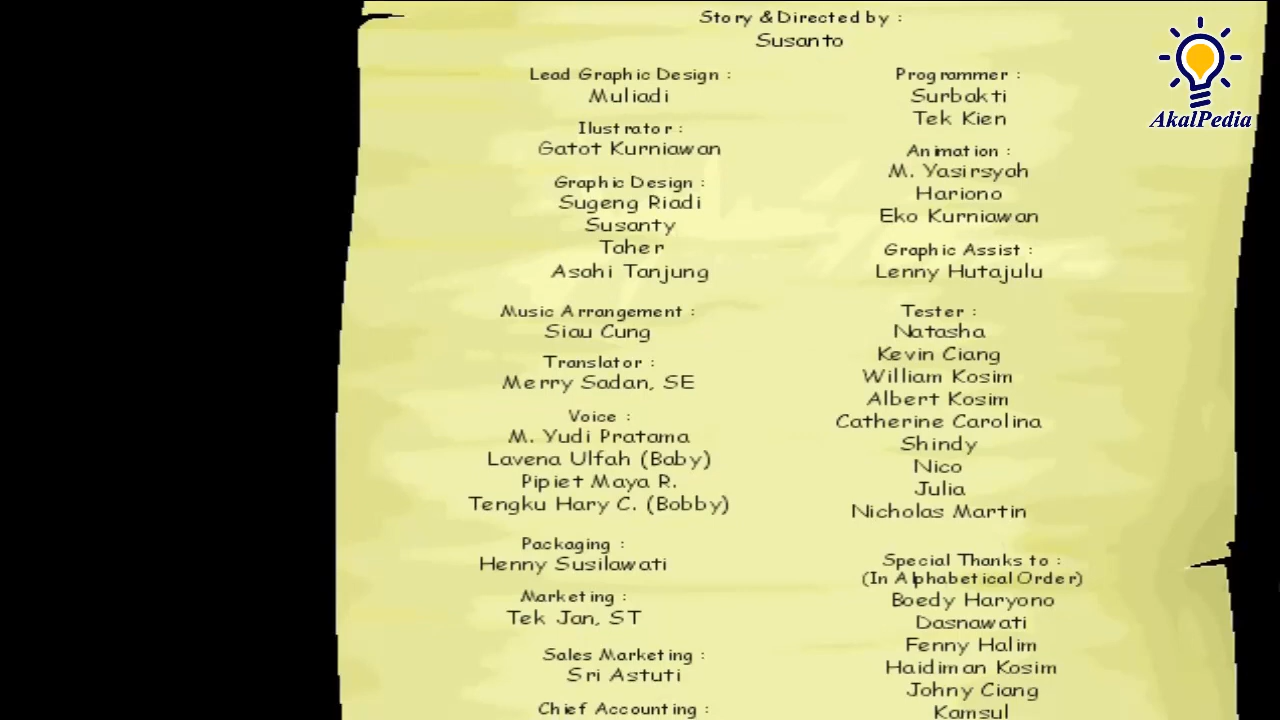 Story & Directed by :
Susanto
Lead Graphic Design :
Muliadi
Ilustrator :
Gatot Kurniawan
Graphic Design :
Sugeng Riadi
Susanty
Taher
Asahi Tanjung
Music Arrangement :
Siau Cung
Translator :
Merry Sadan, SE
Voice :
M. Yudi Pratama
Lavena Ulfah (Baby)
Pipiet Maya R.
Tengku Hary C. (Bobby)
Packaging :
Henny Susilawati
Marketing :
Tek Jan, ST
Sales Marketing :
Sri Astuti
Chief Accounting :
Programmer :
Surbakti
Tek Kien
Animation :
M. Yasirsyah
Hariono
Eko Kurniawan
Graphic Assist :
Lenny Hutajulu
Tester :
Natasha
Kevin Ciang
William Kosim
Albert Kosim
Catherine Carolina
Shindy
Nico
Julia
Nicholas Martin
Special Thanks to :
(In Alphabetical Order)
Boedy Haryono
Dasnawati
Fenny Halim
Haidiman Kosim
Johny Ciang
Kamsul
AkalPedia